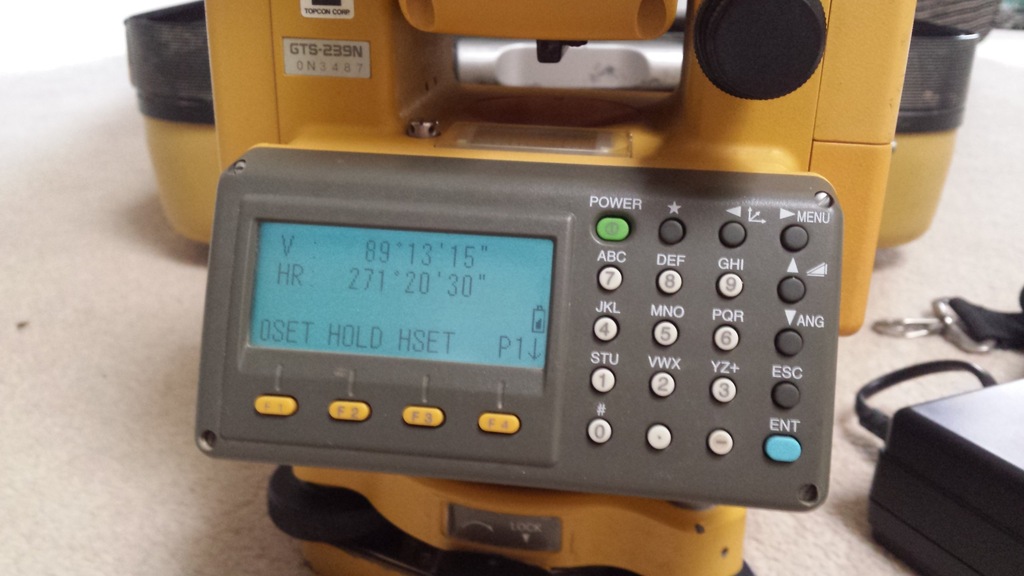 TOPCON CORP
GTS-239N
0N3487
POWER ★ ◀ ▶ MENU
V 89°13'15"
HR 271°20'30"
0SET HOLD HSET P1↓
F1 F2 F3 F4
ABC DEF GHI ▲
7 8 9
JKL MNO PQR ▼ANG
4 5 6
STU VWX YZ+ ESC
1 2 3
# ENT
0 . -
LOCK
▼